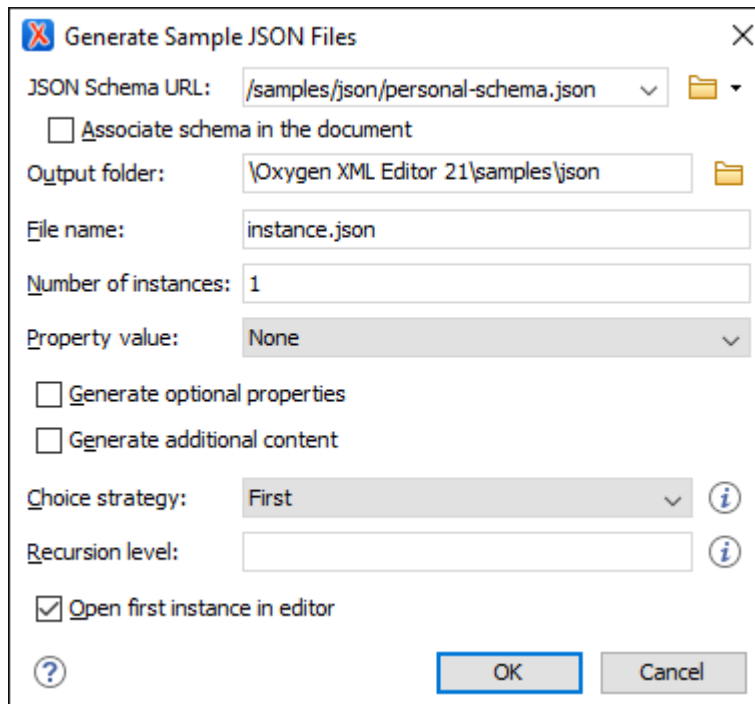 Generate Sample JSON Files
JSON Schema URL: /samples/json/personal-schema.json
Associate schema in the document
Output folder: \Oxygen XML Editor 21\samples\json
File name: instance.json
Number of instances: 1
Property value: None
Generate optional properties
Generate additional content
Choice strategy: First
Recursion level:
Open first instance in editor
OK Cancel